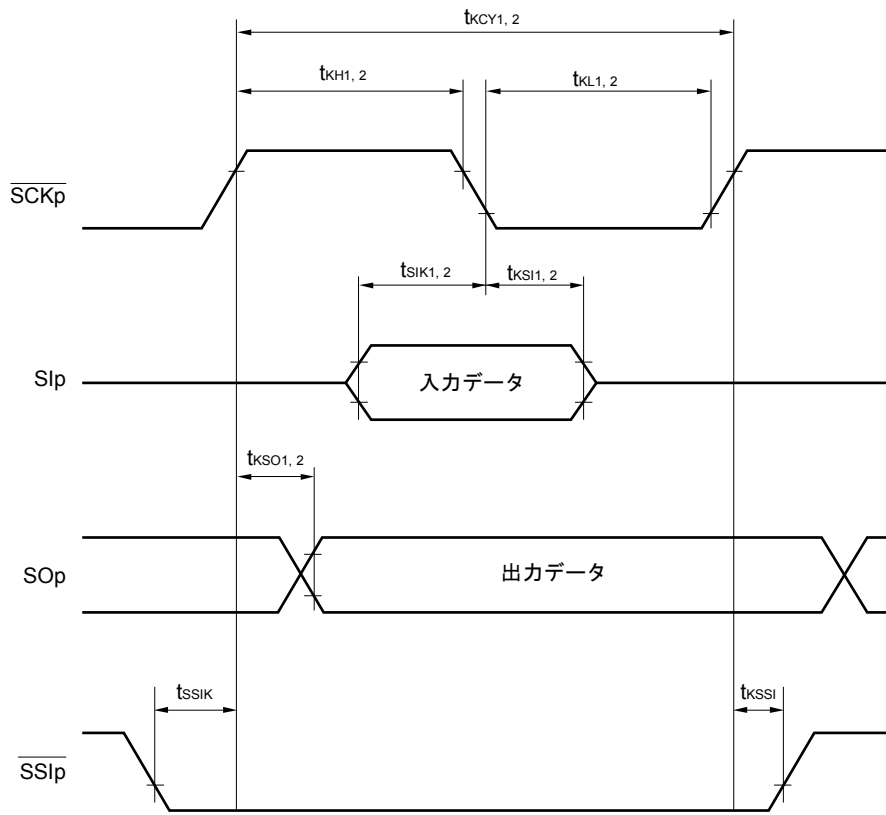 tKCY1, 2
tKH1, 2
tKL1, 2
SCKp
tSIK1, 2
tKSI1, 2
SIp
入力データ
tKSO1, 2
SOp
出力データ
tSSIK
tKSSI
SSIp